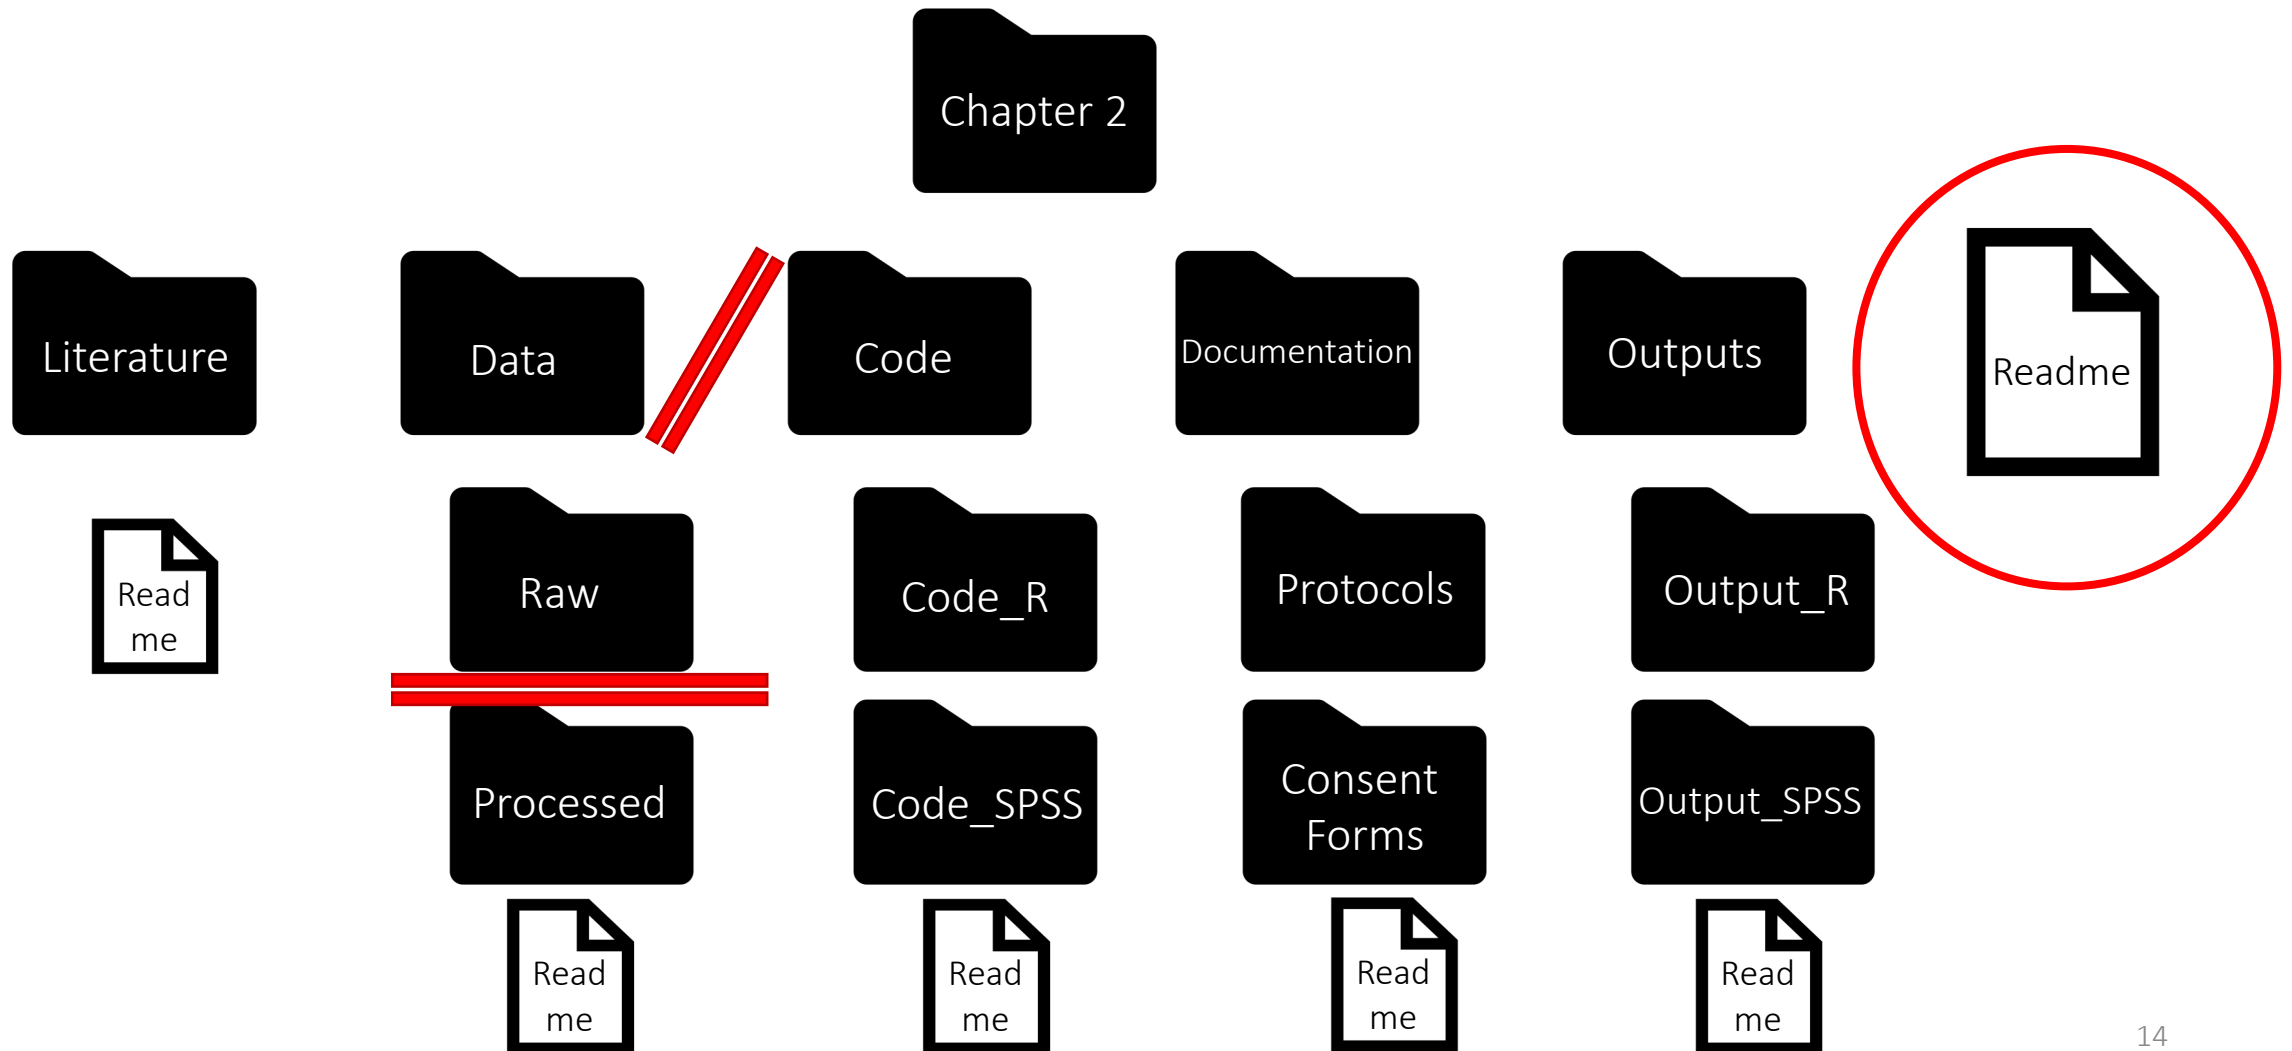 Chapter 2
Literature
Data
Code
Documentation
Outputs
Readme
Read
me
Raw
Code_R
Protocols
Output_R
Processed
Code_SPSS
Consent
Forms
Output_SPSS
Read
me
Read
me
Read
me
Read
me
14